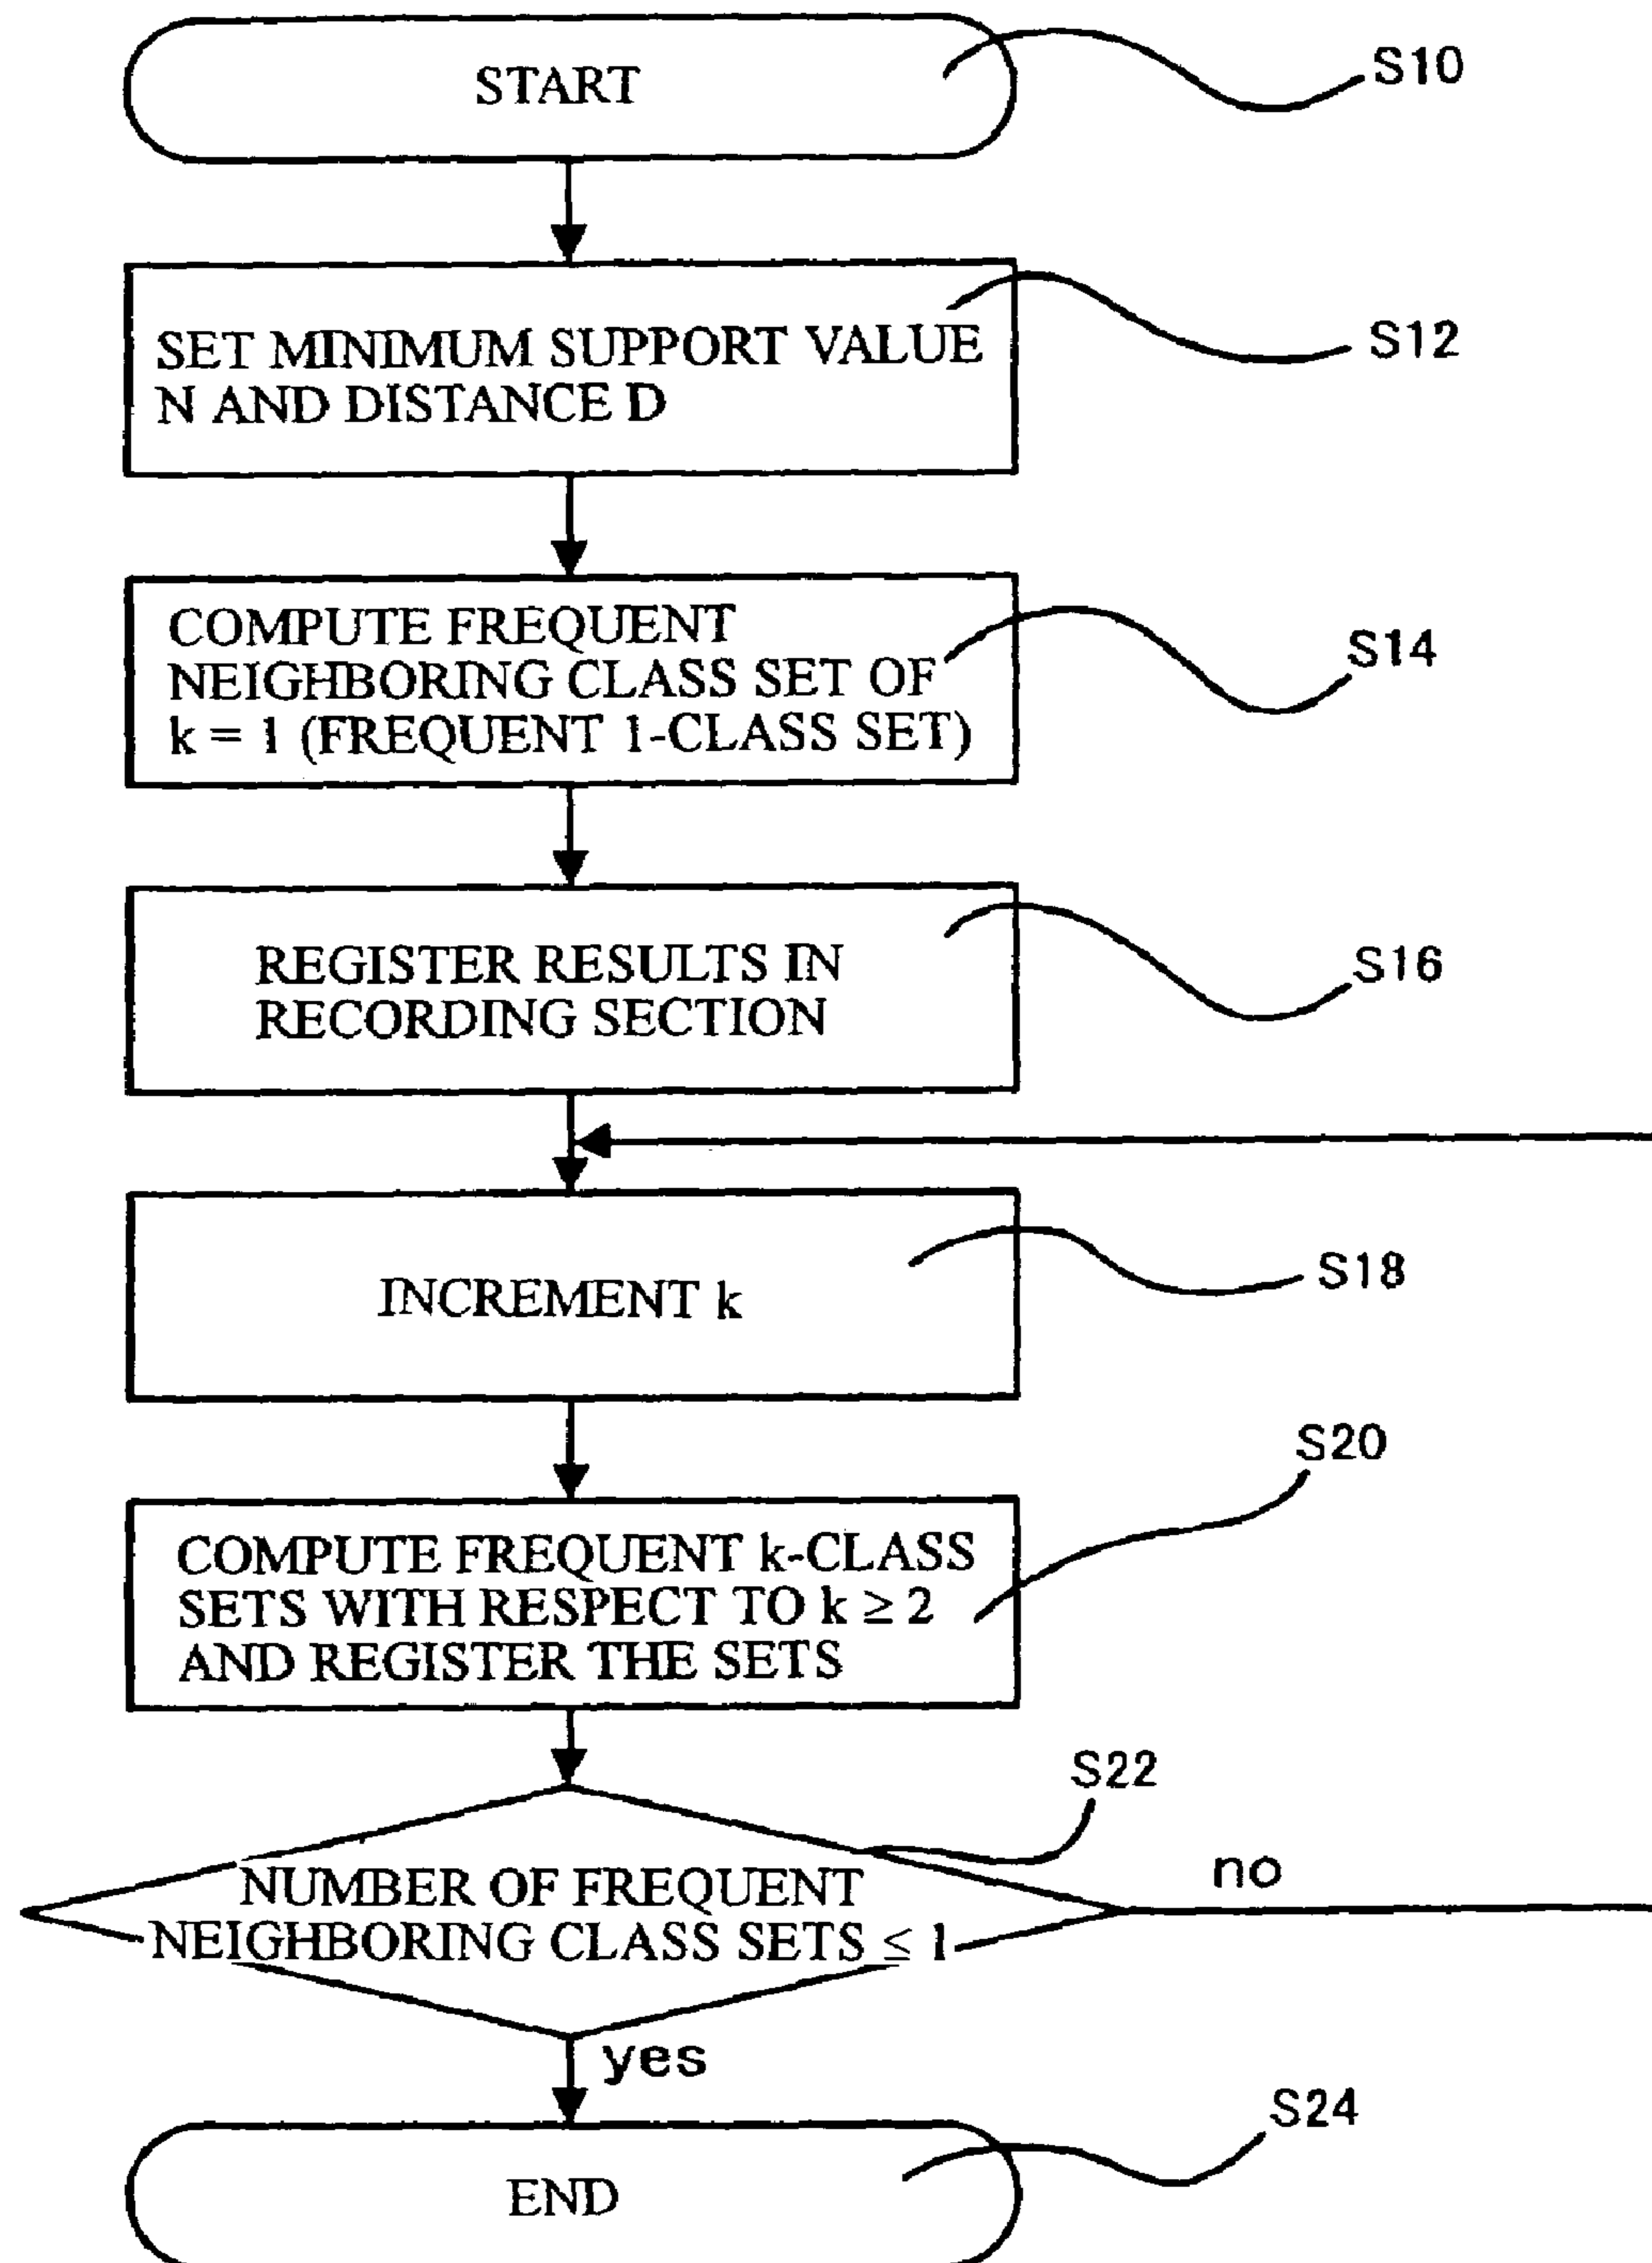 START
S10
SET MINIMUM SUPPORT VALUE
N AND DISTANCE D
S12
COMPUTE FREQUENT
NEIGHBORING CLASS SET OF
k = 1 (FREQUENT 1-CLASS SET)
S14
REGISTER RESULTS IN
RECORDING SECTION
S16
INCREMENT k
S18
COMPUTE FREQUENT k-CLASS
SETS WITH RESPECT TO k ≥ 2
AND REGISTER THE SETS
S20
NUMBER OF FREQUENT
NEIGHBORING CLASS SETS ≤ 1
S22
no
yes
END
S24